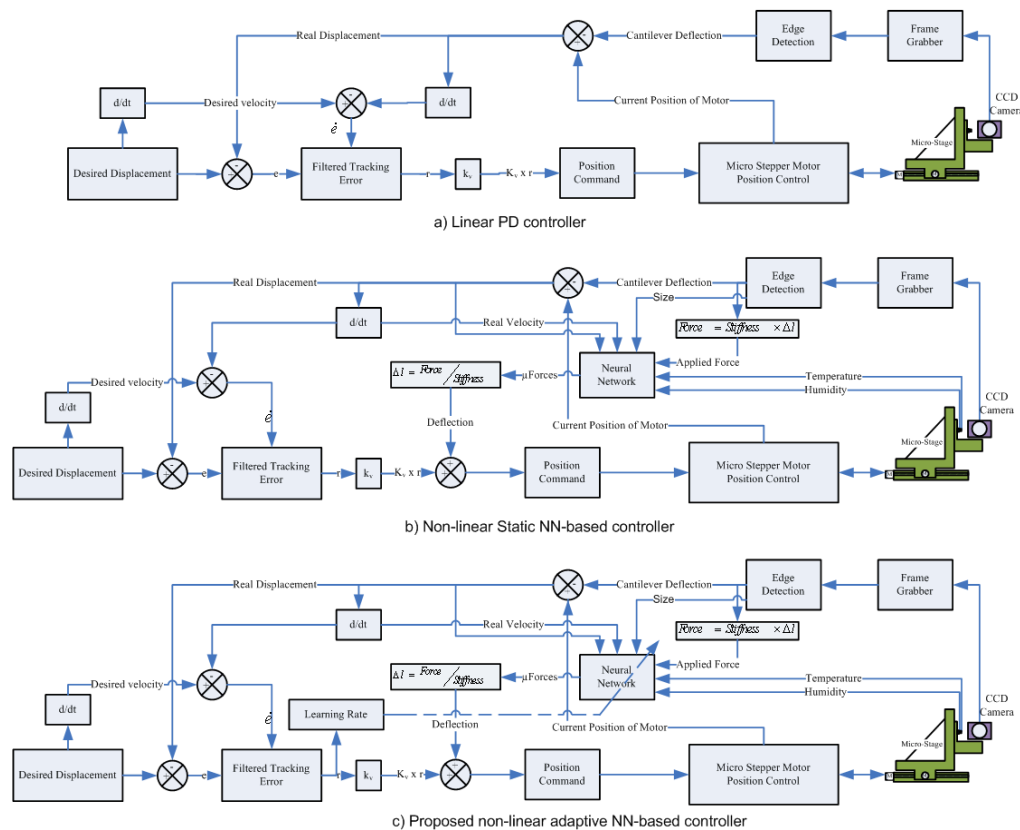 Real Displacement
Cantilever Deflection
Edge
Detection
Frame
Grabber
d/dt
Desired velocity
d/dt
Current Position of Motor
CCD
Camera
ė
Micro-Stage
Desired Displacement
e
Filtered Tracking
Error
r
kv
Kv x r
Position
Command
Micro Stepper Motor
Position Control
M
a) Linear PD controller
Real Displacement
Cantilever Deflection
Edge
Detection
Frame
Grabber
Size
d/dt
Real Velocity
Force = Stiffness × Δl
Δl = Force / Stiffness
µForces
Neural
Network
Applied Force
Desired velocity
Temperature
Humidity
CCD
Camera
d/dt
ė
Deflection
Current Position of Motor
Micro-Stage
Desired Displacement
e
Filtered Tracking
Error
r
kv
Kv x r
Position
Command
Micro Stepper Motor
Position Control
M
b) Non-linear Static NN-based controller
Real Displacement
Cantilever Deflection
Edge
Detection
Frame
Grabber
Size
d/dt
Real Velocity
Force = Stiffness × Δl
Δl = Force / Stiffness
µForces
Neural
Network
Applied Force
Desired velocity
Temperature
Humidity
CCD
Camera
d/dt
ė
Learning Rate
Deflection
Current Position of Motor
Micro-Stage
Desired Displacement
e
Filtered Tracking
Error
r
kv
Kv x r
Position
Command
Micro Stepper Motor
Position Control
M
c) Proposed non-linear adaptive NN-based controller